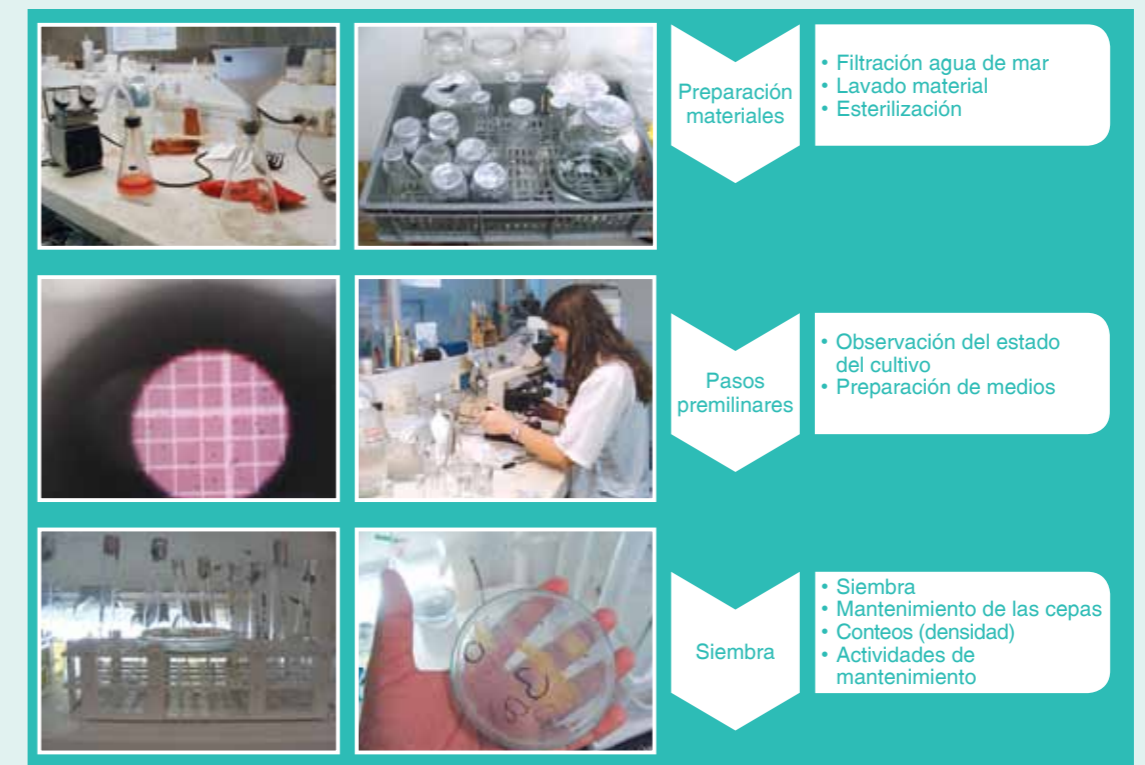 Preparación
materiales
• Filtración agua de mar
• Lavado material
• Esterilización
Pasos
premilinares
• Observación del estado
del cultivo
• Preparación de medios
Siembra
• Siembra
• Mantenimiento de las cepas
• Conteos (densidad)
• Actividades de
mantenimiento